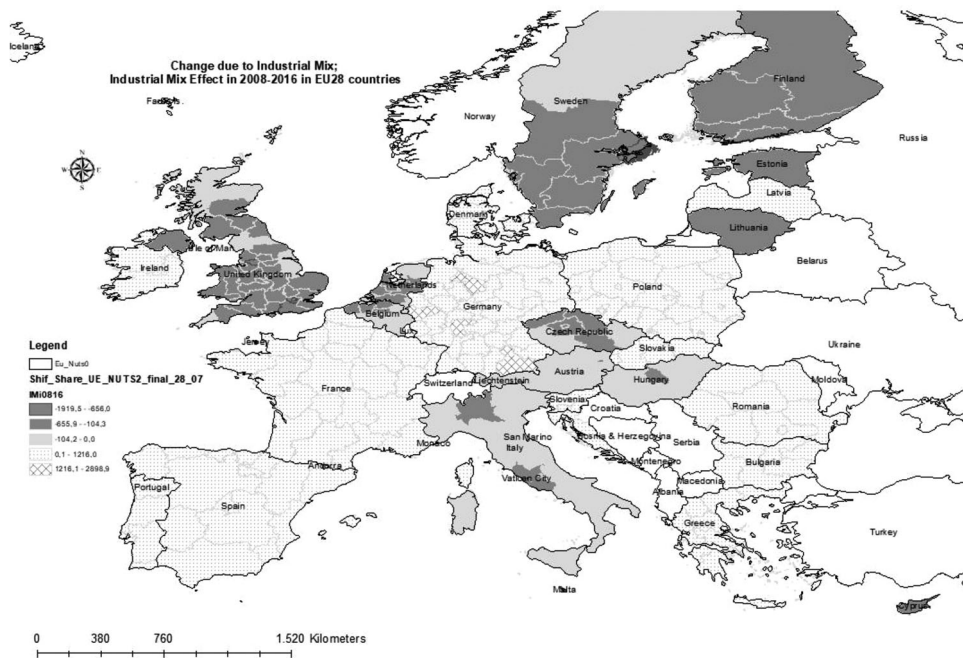 Iceland
Change due to Industrial Mix;
Industrial Mix Effect in 2008-2016 in EU28 countries
Finland
Sweden
Norway
Russia
N
W E
S
Estonia
Latvia
Denmark
Lithuania
Ireland
United Kingdom
Netherlands
Belarus
Poland
Germany
Belgium
Lux
Czech Republic
Jersey
Slovakia
Ukraine
Legend
Eu_Nuts0
Shif_Share_UE_NUTS2_final_28_07
IMi0816
-1919,5 - -656,0
-655,9 - -104,3
-104,2 - 0,0
0,1 - 1216,0
1216,1 - 2898,9
France
Switzerland
Liechtenstein
Austria
Hungary
Moldova
Slovenia
Croatia
Romania
Monaco
San Marino
Italy
Bosnia & Herzegovina
Serbia
Andorra
Montenegro
Bulgaria
Vatican City
Macedonia
Albania
Portugal
Spain
Greece
Turkey
Malta
Cyprus
0 380 760 1.520 Kilometers